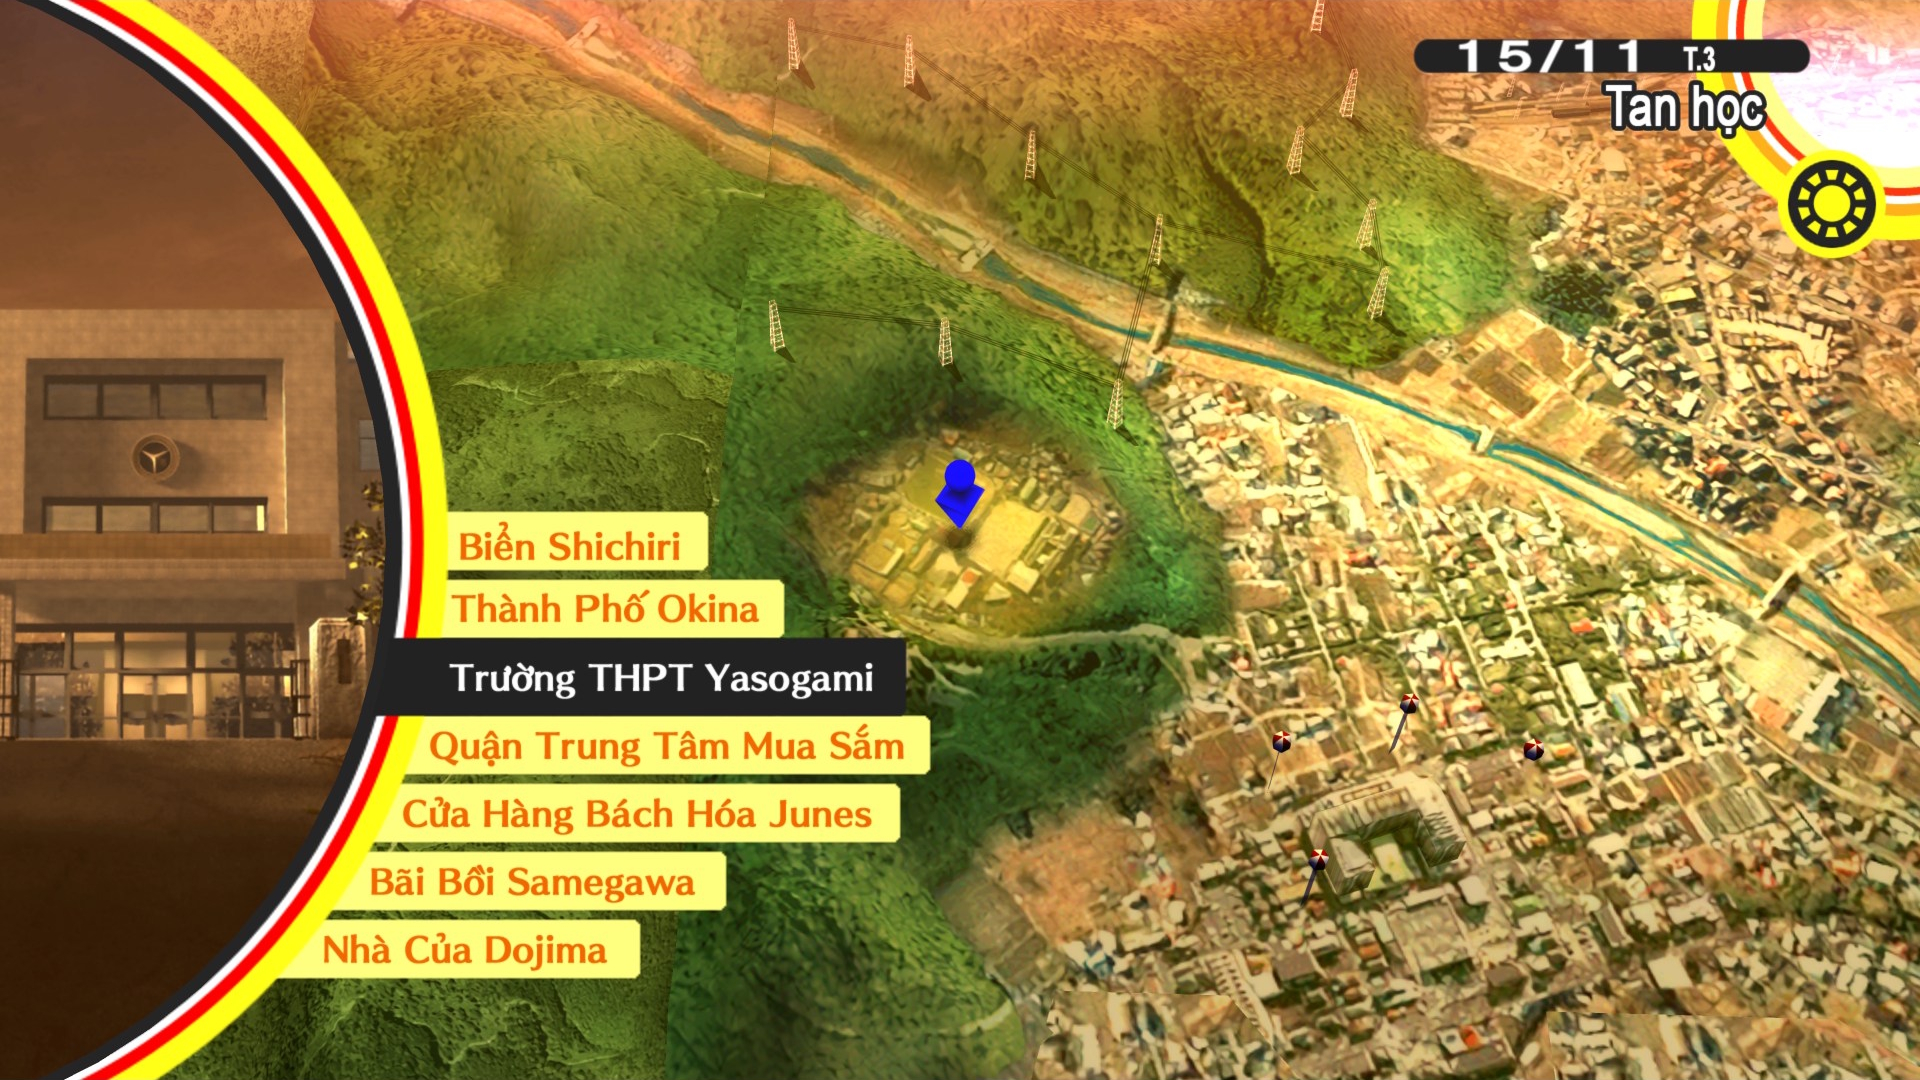 15/11 T.3
Tan học
Biển Shichiri
Thành Phố Okina
Trường THPT Yasogami
Quận Trung Tâm Mua Sắm
Cửa Hàng Bách Hóa Junes
Bãi Bồi Samegawa
Nhà Của Dojima